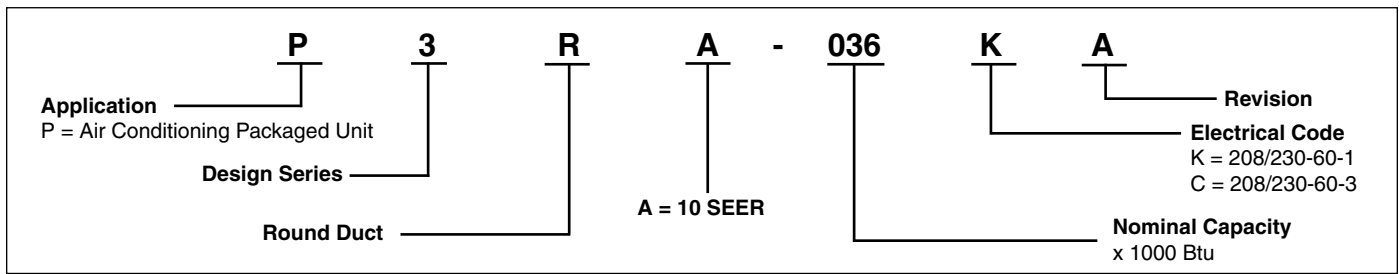 P 3 R A - 036 K A
Application
P = Air Conditioning Packaged Unit
Design Series
Round Duct
A = 10 SEER
Revision
Electrical Code
K = 208/230-60-1
C = 208/230-60-3
Nominal Capacity
x 1000 Btu